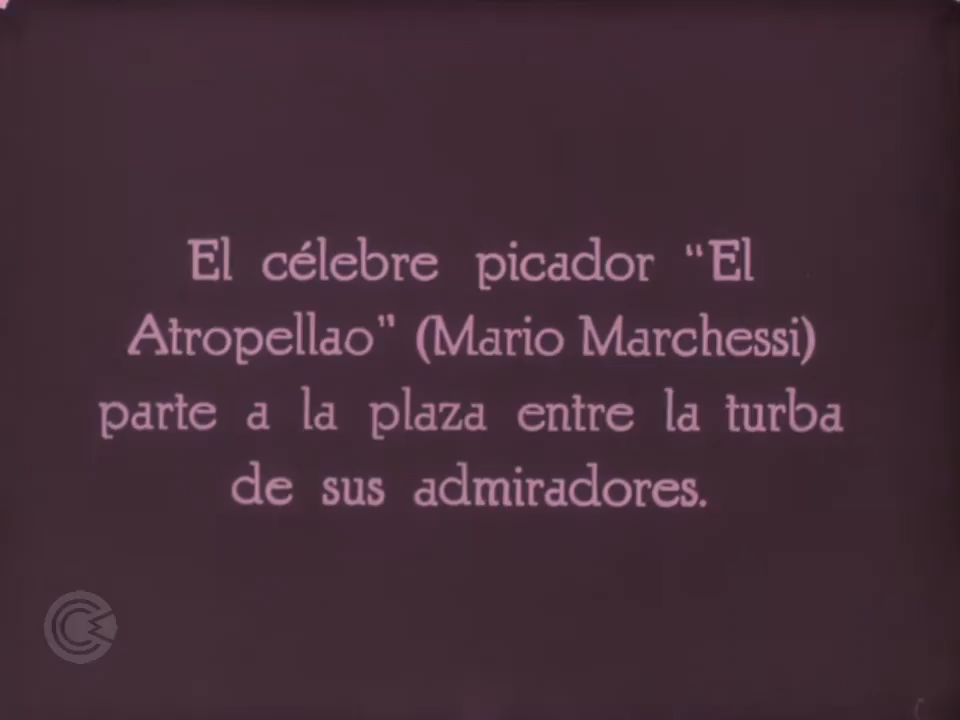 El célebre picador "El
Atropellao" (Mario Marchessi)
parte a la plaza entre la turba
de sus admiradores.